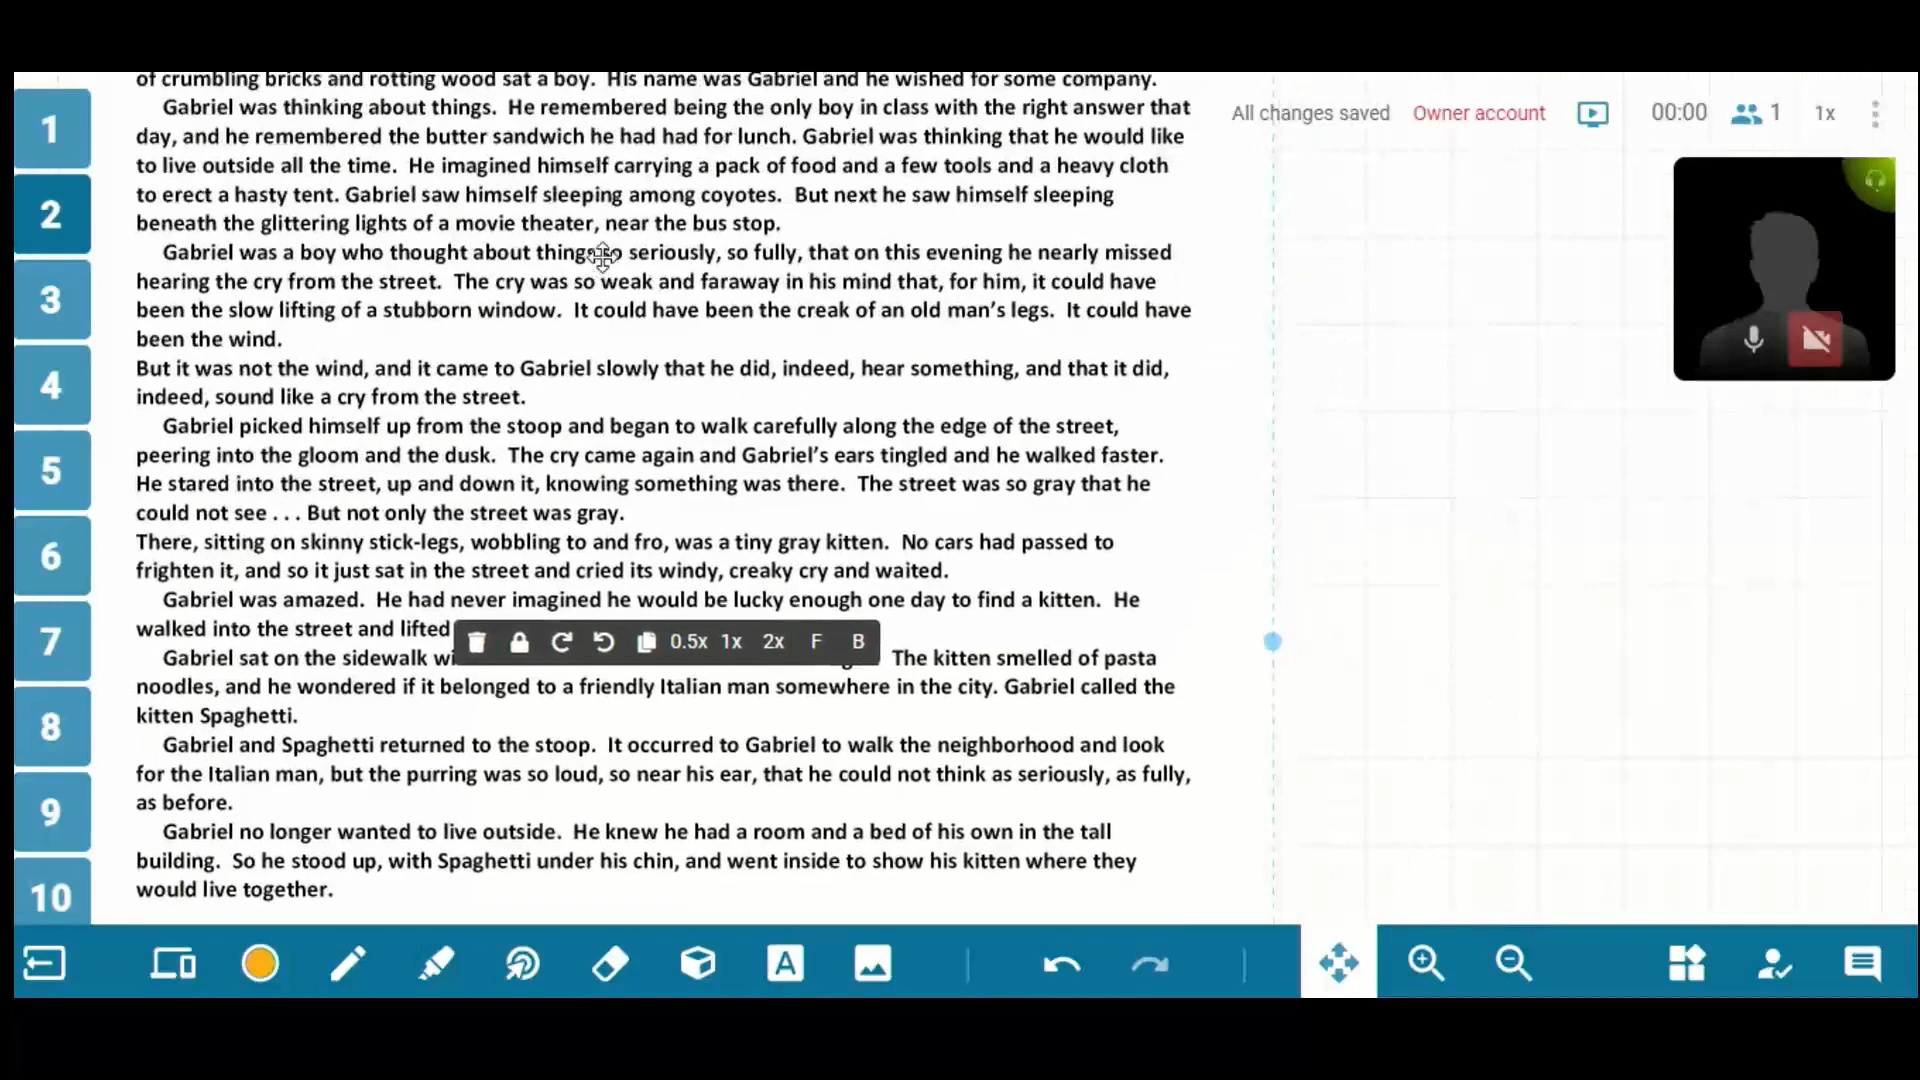 of crumbling bricks and rotting wood sat a boy.  His name was Gabriel and he wished for some company.
Gabriel was thinking about things.  He remembered being the only boy in class with the right answer that
day, and he remembered the butter sandwich he had had for lunch. Gabriel was thinking that he would like
to live outside all the time.  He imagined himself carrying a pack of food and a few tools and a heavy cloth
to erect a hasty tent. Gabriel saw himself sleeping among coyotes.  But next he saw himself sleeping
beneath the glittering lights of a movie theater, near the bus stop.
Gabriel was a boy who thought about things so seriously, so fully, that on this evening he nearly missed
hearing the cry from the street.  The cry was so weak and faraway in his mind that, for him, it could have
been the slow lifting of a stubborn window.  It could have been the creak of an old man’s legs.  It could have
been the wind.
But it was not the wind, and it came to Gabriel slowly that he did, indeed, hear something, and that it did,
indeed, sound like a cry from the street.
Gabriel picked himself up from the stoop and began to walk carefully along the edge of the street,
peering into the gloom and the dusk.  The cry came again and Gabriel’s ears tingled and he walked faster.
He stared into the street, up and down it, knowing something was there.  The street was so gray that he
could not see . . . But not only the street was gray.
There, sitting on skinny stick-legs, wobbling to and fro, was a tiny gray kitten.  No cars had passed to
frighten it, and so it just sat in the street and cried its windy, creaky cry and waited.
Gabriel was amazed.  He had never imagined he would be lucky enough one day to find a kitten.  He
walked into the street and lifted
Gabriel sat on the sidewalk The kitten smelled of pasta
noodles, and he wondered if it belonged to a friendly Italian man somewhere in the city. Gabriel called the
kitten Spaghetti.
Gabriel and Spaghetti returned to the stoop.  It occurred to Gabriel to walk the neighborhood and look
for the Italian man, but the purring was so loud, so near his ear, that he could not think as seriously, as fully,
as before.
Gabriel no longer wanted to live outside.  He knew he had a room and a bed of his own in the tall
building.  So he stood up, with Spaghetti under his chin, and went inside to show his kitten where they
would live together.
0.5x 1x 2x F B
1
2
3
4
5
6
7
8
9
10
All changes saved Owner account 00:00 1 1x
A